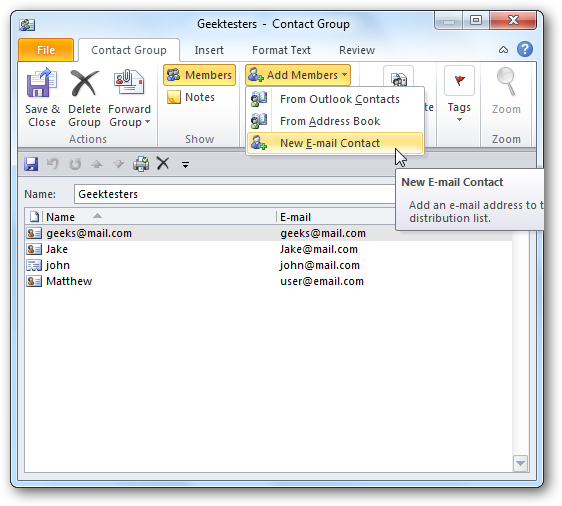 Geektesters - Contact Group
File Contact Group Insert Format Text Review
Save & Close
Delete Group
Forward Group
Actions
Members
Notes
Show
Add Members
From Outlook Contacts
From Address Book
New E-mail Contact
Tags
Zoom
Zoom
New E-mail Contact
Add an e-mail address to t
distribution list.
Name: Geektesters
Name E-mail
geeks@mail.com geeks@mail.com
Jake Jake@mail.com
john john@mail.com
Matthew user@email.com